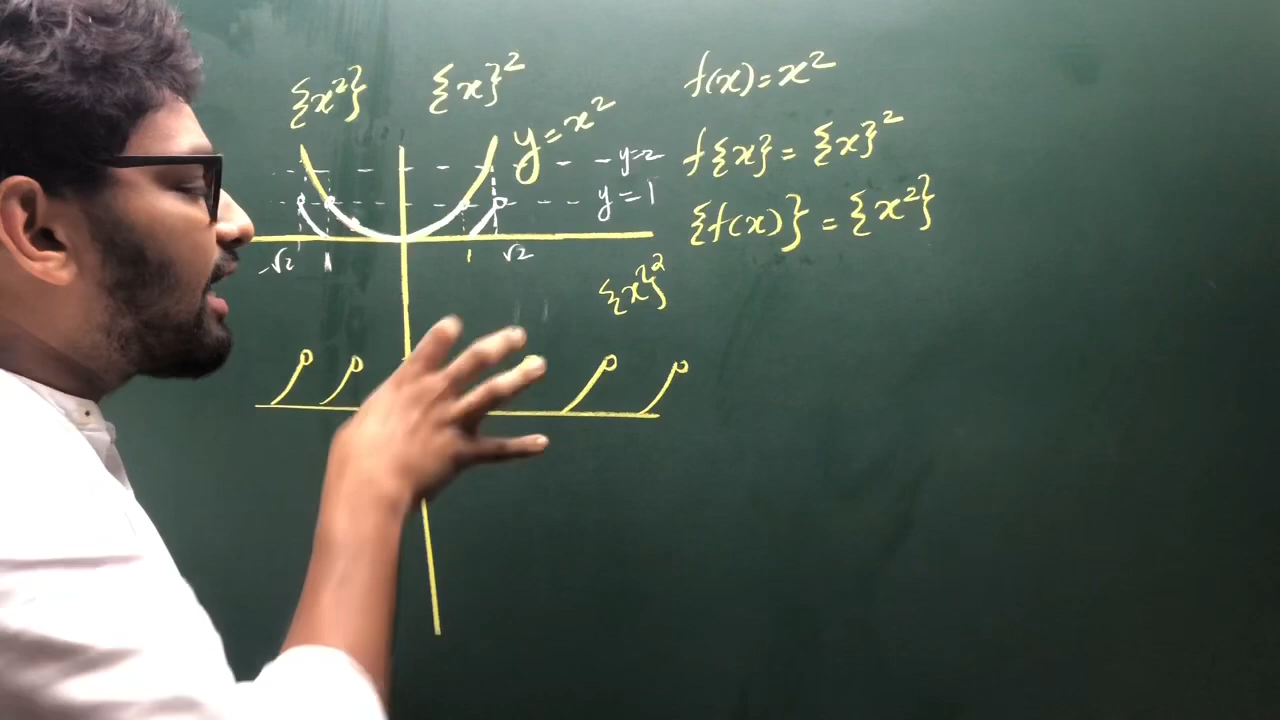 {x²} {x}² f(x)=x²
y=x²
y=2 f{x} = {x}²
y=1 {f(x)} = {x²}
-√2 1 1 √2
{x}²